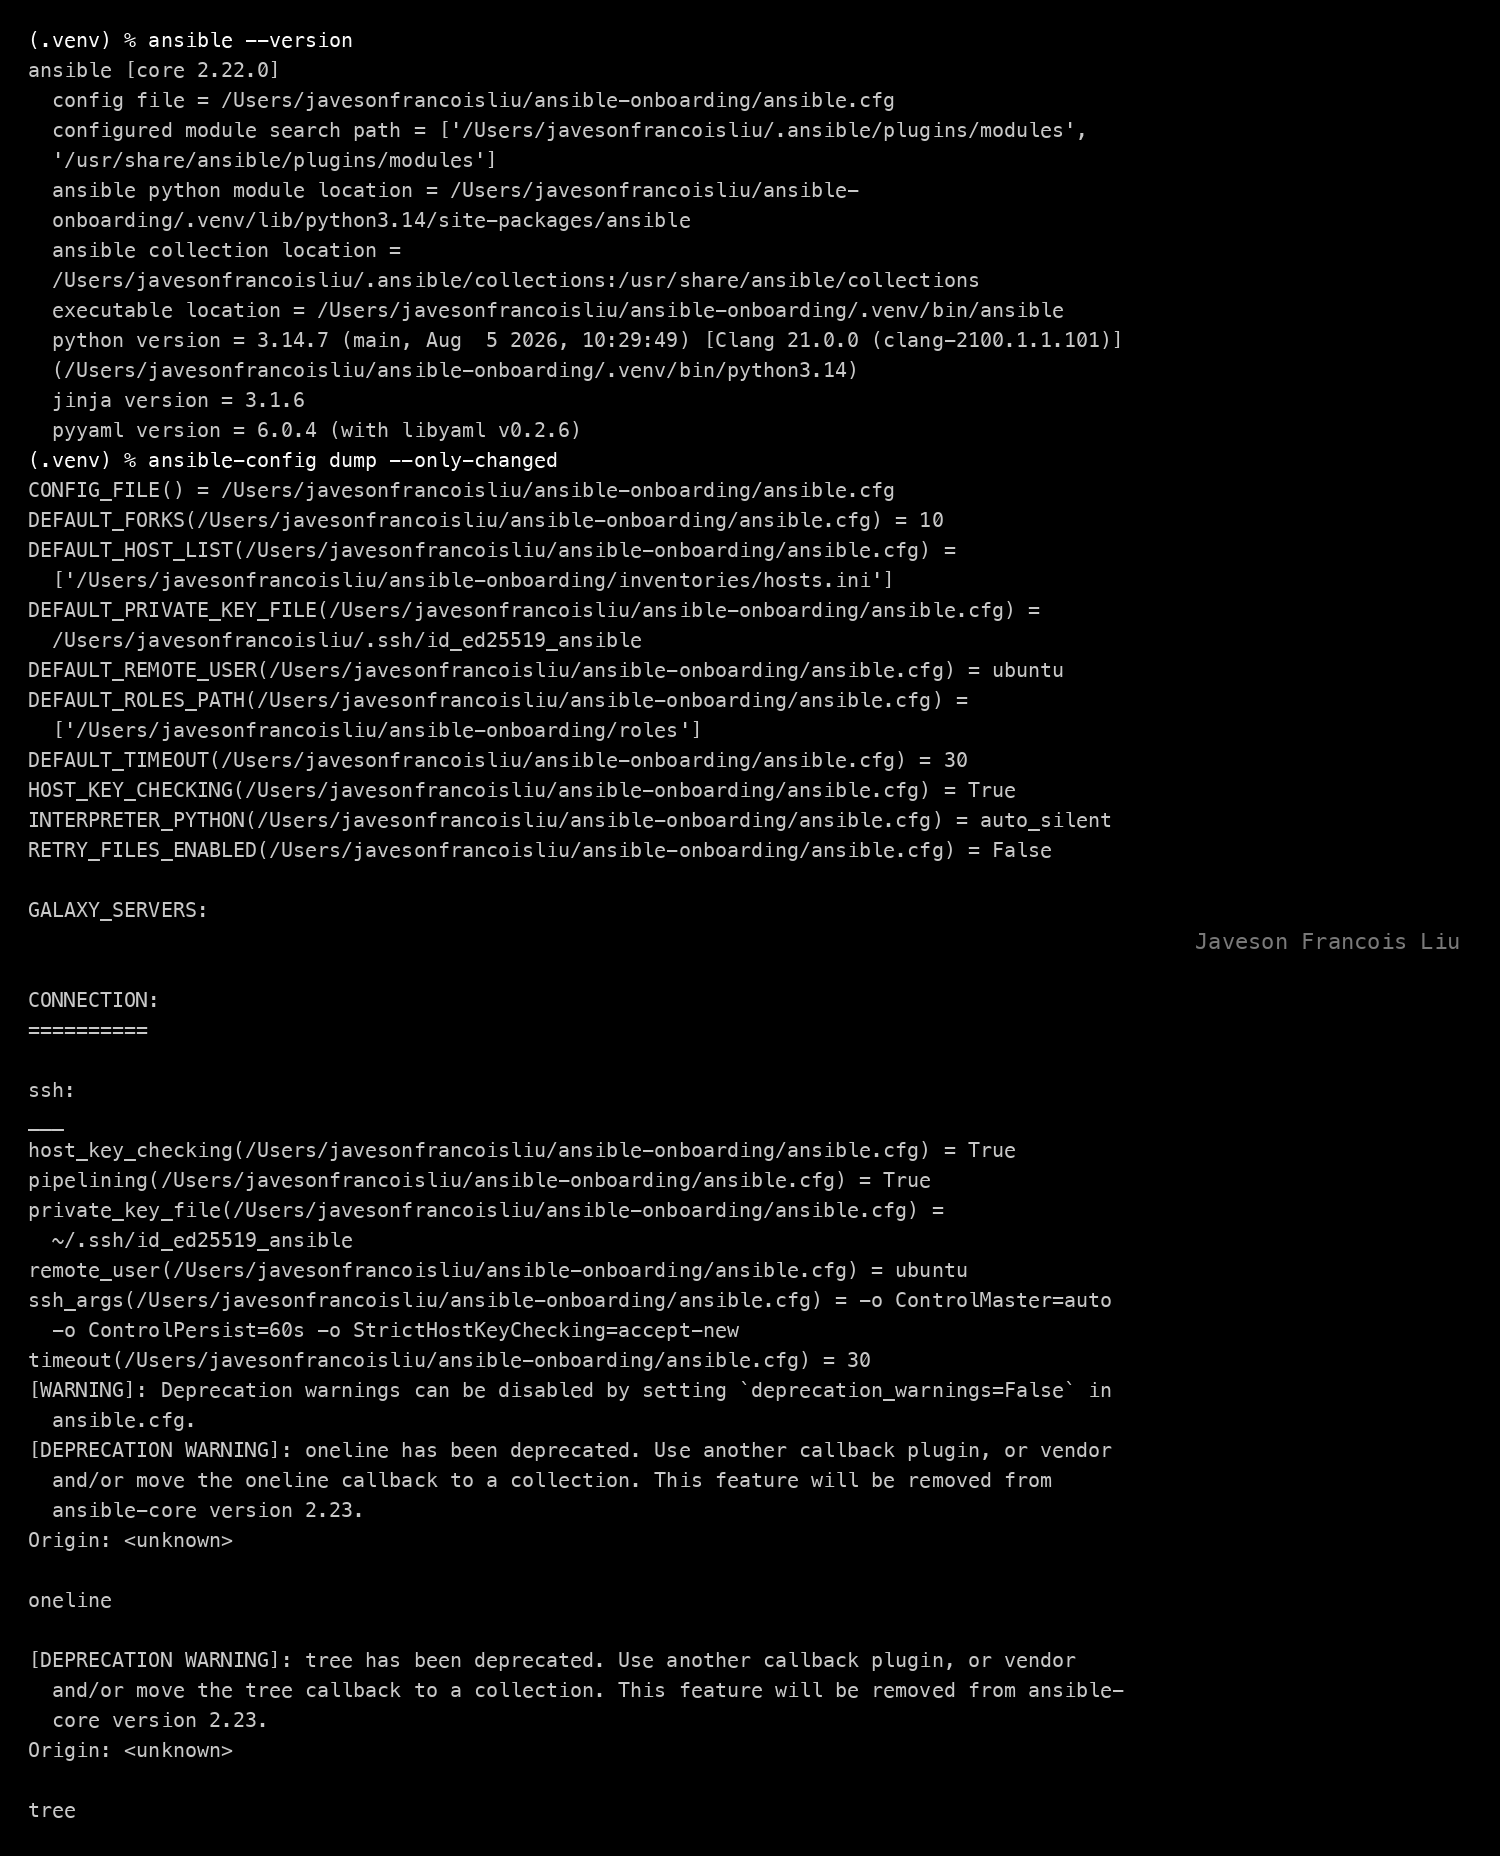 (.venv) % ansible --version
ansible [core 2.22.0]
  config file = /Users/javesonfrancoisliu/ansible-onboarding/ansible.cfg
  configured module search path = ['/Users/javesonfrancoisliu/.ansible/plugins/modules',
  '/usr/share/ansible/plugins/modules']
  ansible python module location = /Users/javesonfrancoisliu/ansible-
  onboarding/.venv/lib/python3.14/site-packages/ansible
  ansible collection location =
  /Users/javesonfrancoisliu/.ansible/collections:/usr/share/ansible/collections
  executable location = /Users/javesonfrancoisliu/ansible-onboarding/.venv/bin/ansible
  python version = 3.14.7 (main, Aug  5 2026, 10:29:49) [Clang 21.0.0 (clang-2100.1.1.101)]
  (/Users/javesonfrancoisliu/ansible-onboarding/.venv/bin/python3.14)
  jinja version = 3.1.6
  pyyaml version = 6.0.4 (with libyaml v0.2.6)
(.venv) % ansible-config dump --only-changed
CONFIG_FILE() = /Users/javesonfrancoisliu/ansible-onboarding/ansible.cfg
DEFAULT_FORKS(/Users/javesonfrancoisliu/ansible-onboarding/ansible.cfg) = 10
DEFAULT_HOST_LIST(/Users/javesonfrancoisliu/ansible-onboarding/ansible.cfg) =
  ['/Users/javesonfrancoisliu/ansible-onboarding/inventories/hosts.ini']
DEFAULT_PRIVATE_KEY_FILE(/Users/javesonfrancoisliu/ansible-onboarding/ansible.cfg) =
  /Users/javesonfrancoisliu/.ssh/id_ed25519_ansible
DEFAULT_REMOTE_USER(/Users/javesonfrancoisliu/ansible-onboarding/ansible.cfg) = ubuntu
DEFAULT_ROLES_PATH(/Users/javesonfrancoisliu/ansible-onboarding/ansible.cfg) =
  ['/Users/javesonfrancoisliu/ansible-onboarding/roles']
DEFAULT_TIMEOUT(/Users/javesonfrancoisliu/ansible-onboarding/ansible.cfg) = 30
HOST_KEY_CHECKING(/Users/javesonfrancoisliu/ansible-onboarding/ansible.cfg) = True
INTERPRETER_PYTHON(/Users/javesonfrancoisliu/ansible-onboarding/ansible.cfg) = auto_silent
RETRY_FILES_ENABLED(/Users/javesonfrancoisliu/ansible-onboarding/ansible.cfg) = False

GALAXY_SERVERS:
Javeson Francois Liu

CONNECTION:
==========

ssh:
___
host_key_checking(/Users/javesonfrancoisliu/ansible-onboarding/ansible.cfg) = True
pipelining(/Users/javesonfrancoisliu/ansible-onboarding/ansible.cfg) = True
private_key_file(/Users/javesonfrancoisliu/ansible-onboarding/ansible.cfg) =
  ~/.ssh/id_ed25519_ansible
remote_user(/Users/javesonfrancoisliu/ansible-onboarding/ansible.cfg) = ubuntu
ssh_args(/Users/javesonfrancoisliu/ansible-onboarding/ansible.cfg) = -o ControlMaster=auto
  -o ControlPersist=60s -o StrictHostKeyChecking=accept-new
timeout(/Users/javesonfrancoisliu/ansible-onboarding/ansible.cfg) = 30
[WARNING]: Deprecation warnings can be disabled by setting `deprecation_warnings=False` in
  ansible.cfg.
[DEPRECATION WARNING]: oneline has been deprecated. Use another callback plugin, or vendor
  and/or move the oneline callback to a collection. This feature will be removed from
  ansible-core version 2.23.
Origin: <unknown>

oneline

[DEPRECATION WARNING]: tree has been deprecated. Use another callback plugin, or vendor
  and/or move the tree callback to a collection. This feature will be removed from ansible-
  core version 2.23.
Origin: <unknown>

tree